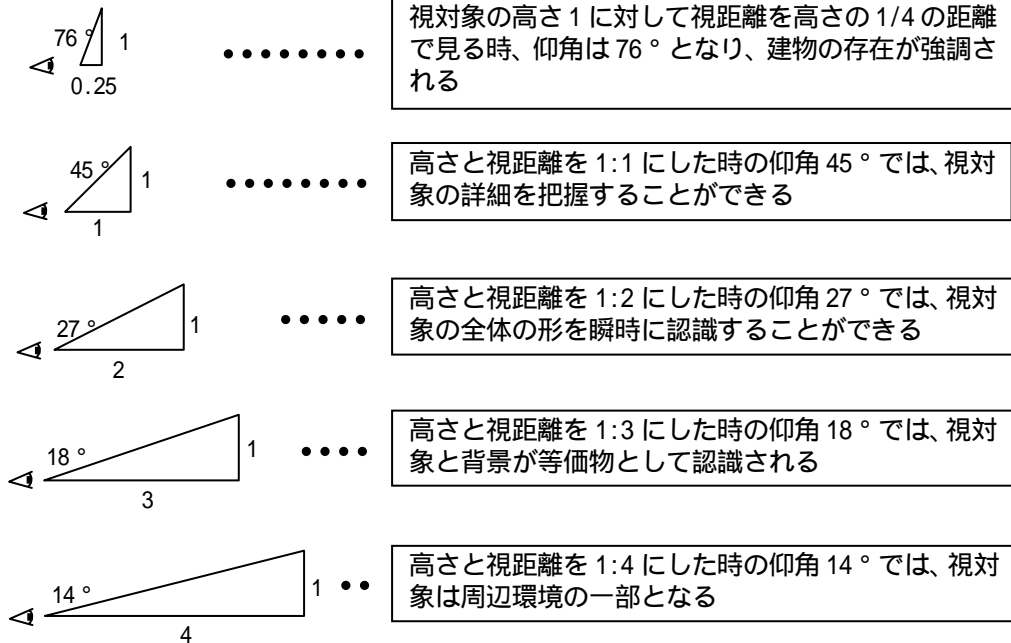 76 °
1
0.25
視対象の高さ 1 に対して視距離を高さの 1/4 の距離
で見る時、仰角は 76 ° となり、建物の存在が強調さ
れる
45 °
1
1
高さと視距離を 1:1 にした時の仰角 45 ° では、視対
象の詳細を把握することができる
27 °
1
2
高さと視距離を 1:2 にした時の仰角 27 ° では、視対
象の全体の形を瞬時に認識することができる
18 °
1
3
高さと視距離を 1:3 にした時の仰角 18 ° では、視対
象と背景が等価物として認識される
14 °
1
4
高さと視距離を 1:4 にした時の仰角 14 ° では、視対
象は周辺環境の一部となる